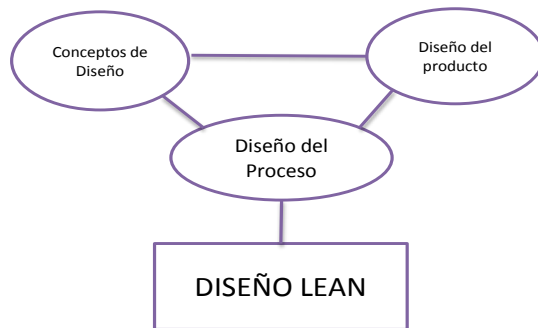 Conceptos de
Diseño
Diseño del
producto
Diseño del
Proceso
DISEÑO LEAN